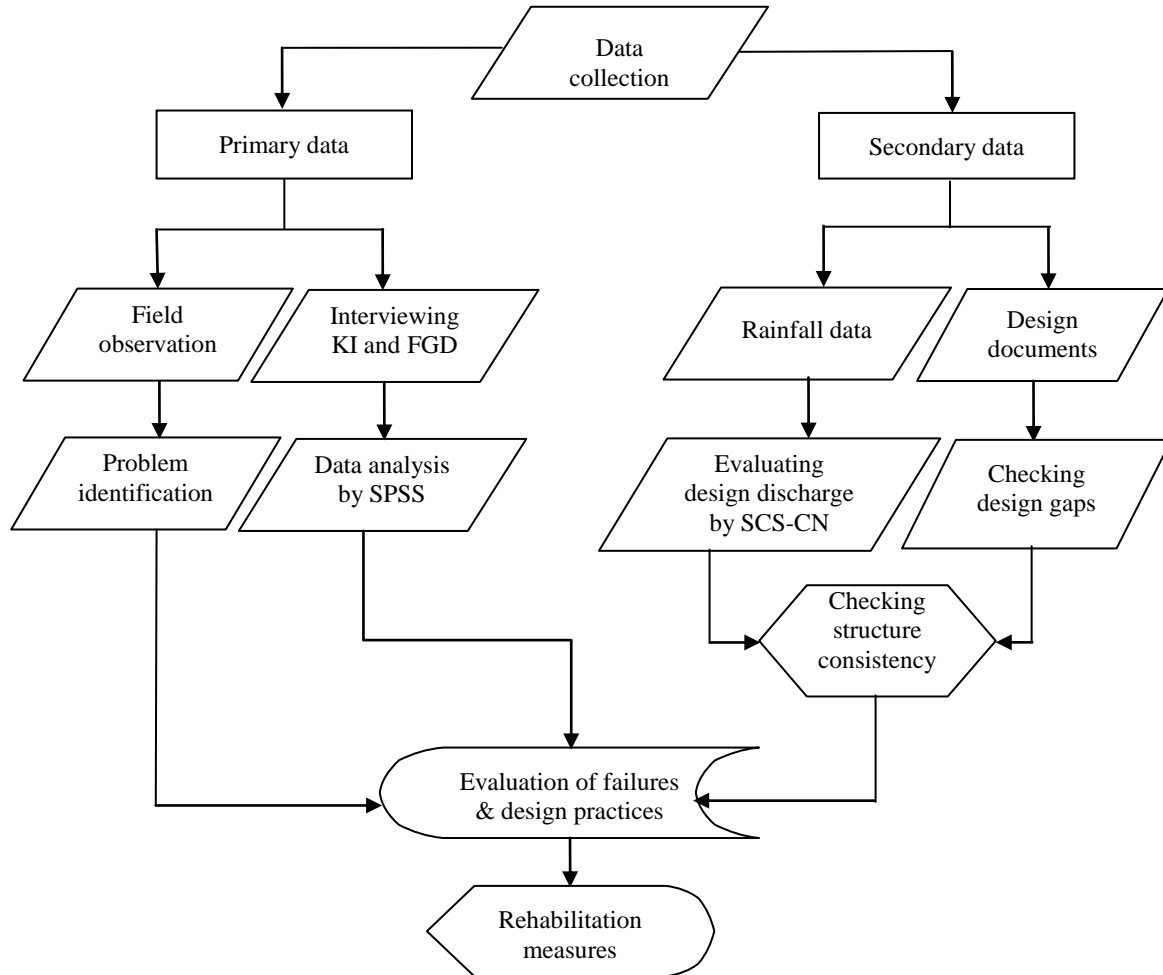 Data
collection
Primary data
Secondary data
Field
observation
Interviewing
KI and FGD
Rainfall data
Design
documents
Problem
identification
Data analysis
by SPSS
Evaluating
design discharge
by SCS-CN
Checking
design gaps
Checking
structure
consistency
Evaluation of failures
& design practices
Rehabilitation
measures